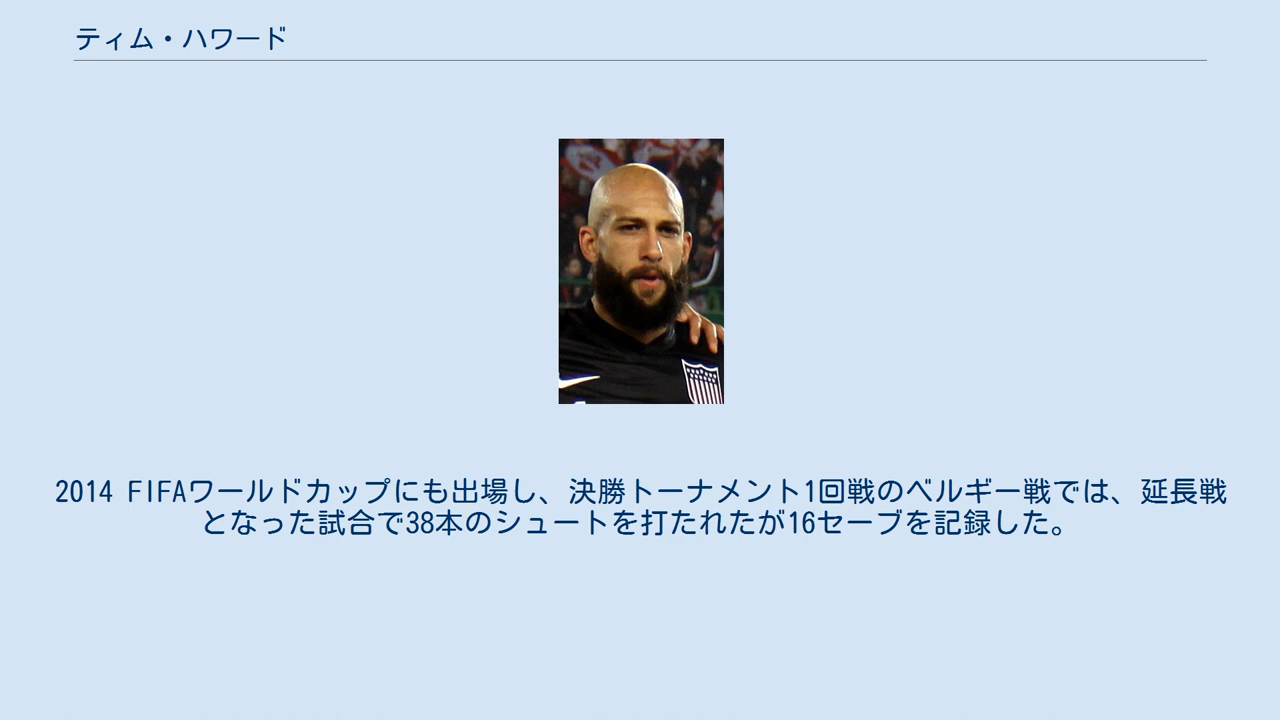 ティム・ハワード
2014 FIFAワールドカップにも出場し、決勝トーナメント1回戦のベルギー戦では、延長戦
となった試合で38本のシュートを打たれたが16セーブを記録した。